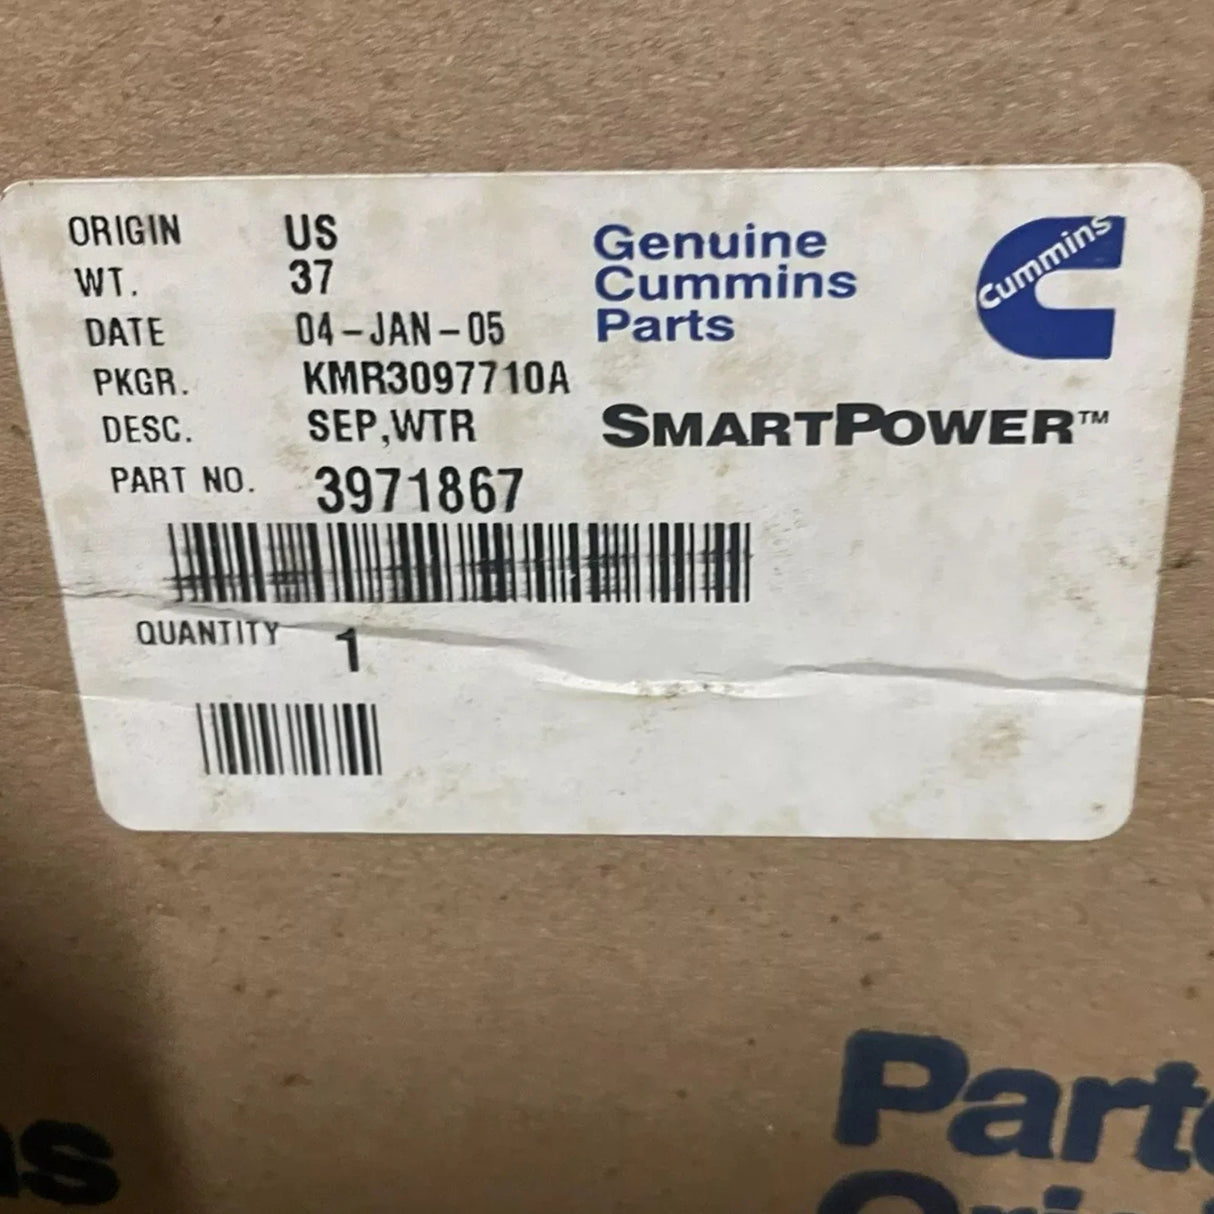 ORIGIN US
WT. 37
DATE 04-JAN-05
PKGR. KMR3097710A
DESC. SEP,WTR
PART NO. 3971867
QUANTITY 1
Genuine
Cummins
Parts
Cummins
SMARTPOWER™
Part